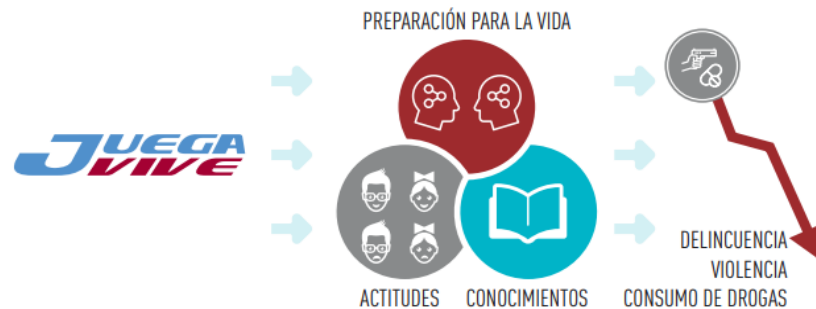 PREPARACIÓN PARA LA VIDA
JUEGA
VIVE
ACTITUDES
CONOCIMIENTOS
DELINCUENCIA
VIOLENCIA
CONSUMO DE DROGAS